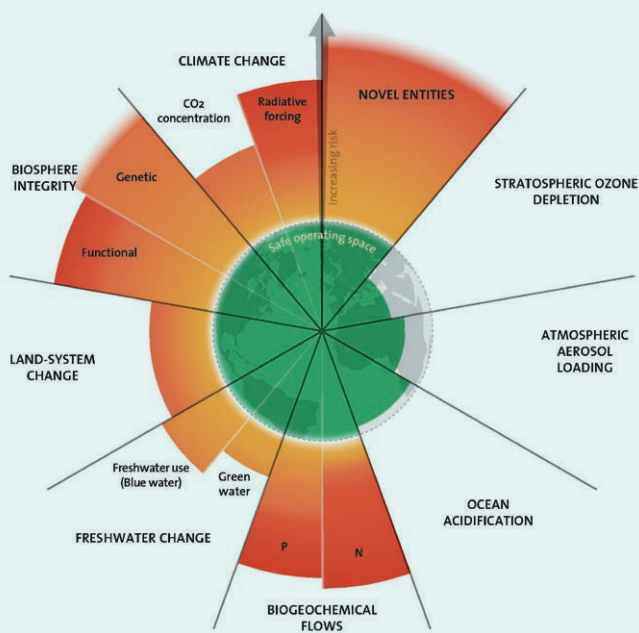 CLIMATE CHANGE
CO2
concentration
Radiative
forcing
NOVEL ENTITIES
Increasing risk
STRATOSPHERIC OZONE
DEPLETION
BIOSPHERE
INTEGRITY
Genetic
Functional
Safe operating space
ATMOSPHERIC
AEROSOL
LOADING
LAND-SYSTEM
CHANGE
Freshwater use
(Blue water)
Green
water
OCEAN
ACIDIFICATION
FRESHWATER CHANGE
P
N
BIOGEOCHEMICAL
FLOWS